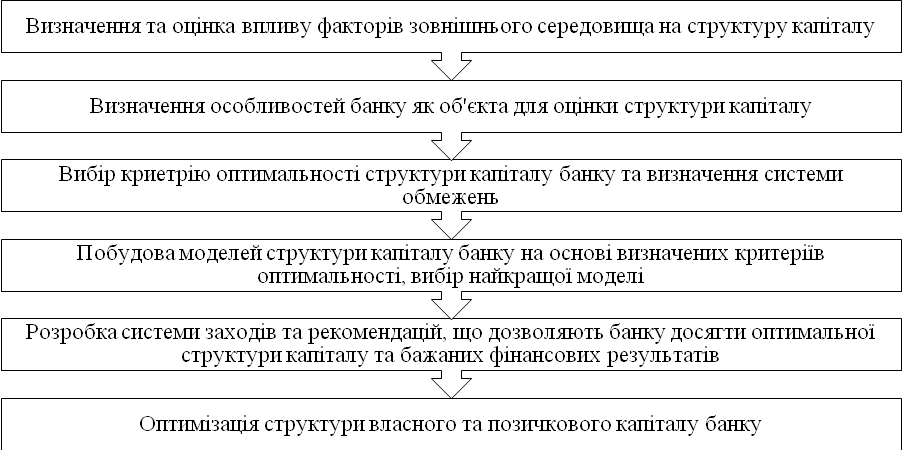 Визначення та оцінка впливу факторів зовнішнього середовища на структуру капіталу
Визначення особливостей банку як об'єкта для оцінки структури капіталу
Вибір криетрію оптимальності структури капіталу банку та визначення системи
обмежень
Побудова моделей структури капіталу банку на основі визначених критеріїв
оптимальності, вибір найкращої моделі
Розробка системи заходів та рекомендацій, що дозволяють банку досягти оптимальної
структури капіталу та бажаних фінансових результатів
Оптимізація структури власного та позичкового капіталу банку